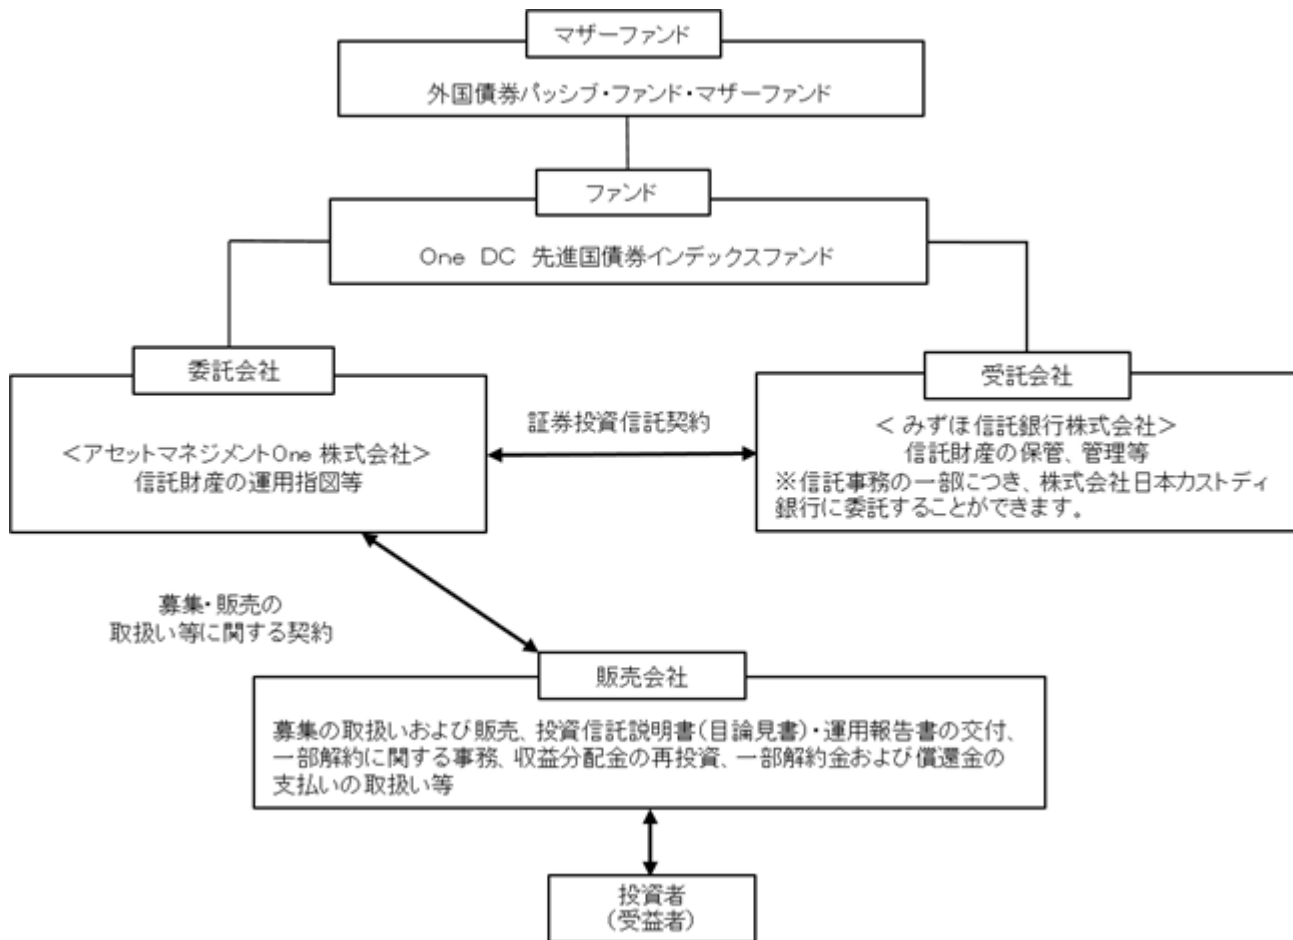 マザーファンド
外国債券パッシブ・ファンド・マザーファンド
ファンド
One DC 先進国債券インデックスファンド
委託会社
＜アセットマネジメントOne 株式会社＞
信託財産の運用指図等
証券投資信託契約
受託会社
＜ みずほ信託銀行株式会社＞
信託財産の保管、管理等
※信託事務の一部につき、株式会社日本カストディ
銀行に委託することができます。
募集・販売の
取扱い等に関する契約
販売会社
募集の取扱いおよび販売、投資信託説明書（目論見書）・運用報告書の交付、
一部解約に関する事務、収益分配金の再投資、一部解約金および償還金の
支払いの取扱い等
投資者
（受益者）